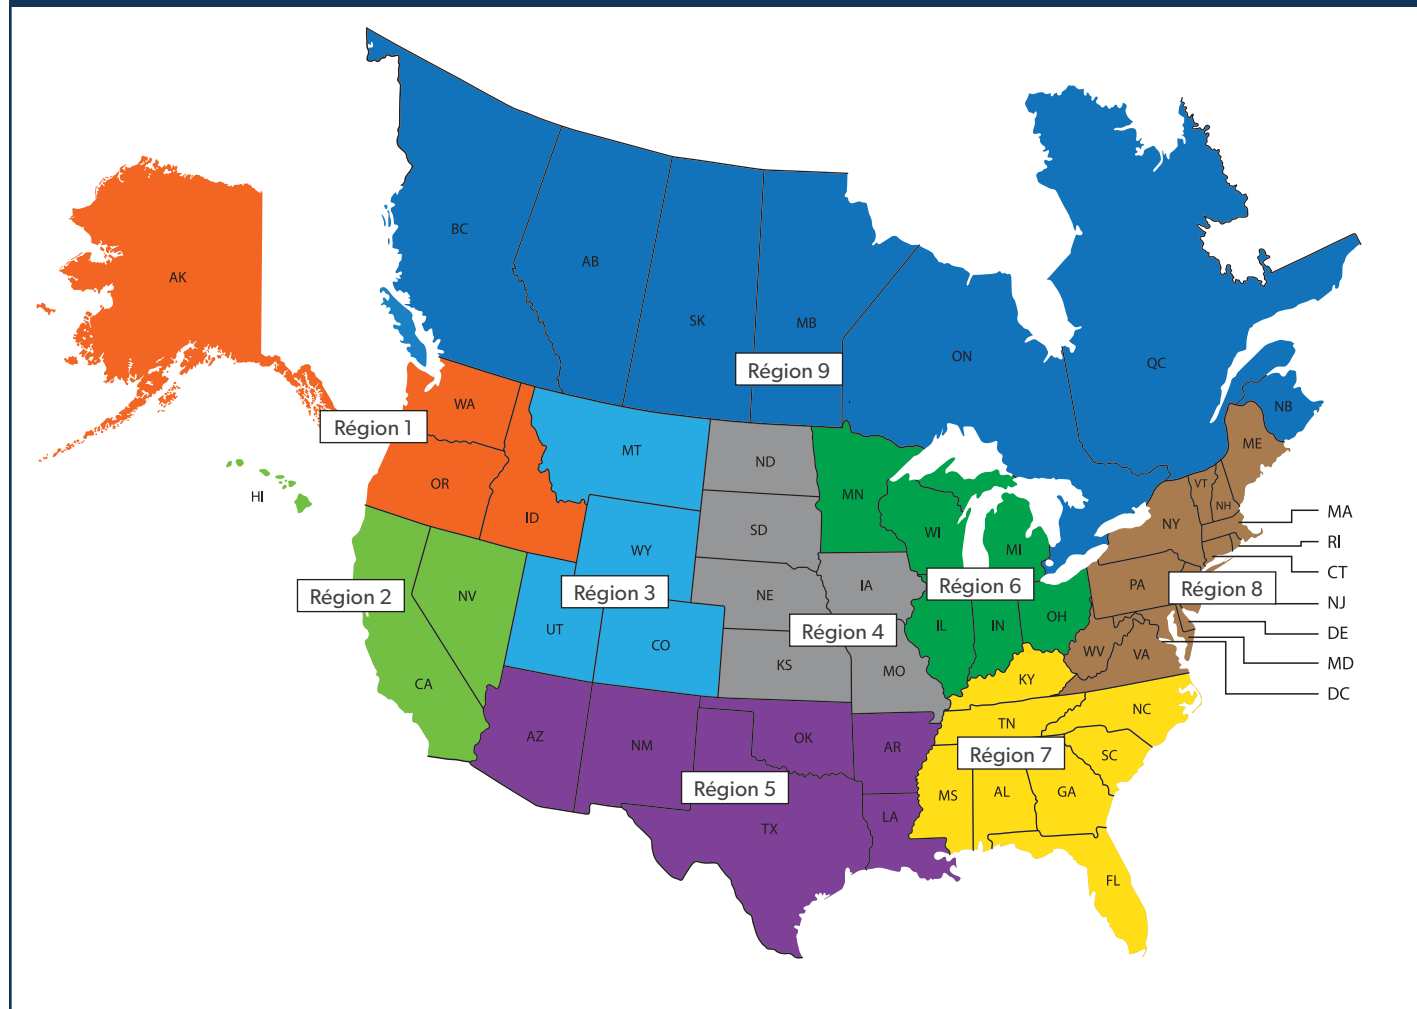 BC
AB
AK
SK
MB
ON
QC
Région 9
NB
WA
Région 1
ME
MT
ND
OR
VT
HI
MN
NH
ID
MA
NY
SD
WI
RI
WY
MI
CT
Région 2
NV
Région 3
NE
IA
Région 6
PA
Région 8
NJ
UT
CO
Région 4
IL
IN
OH
DE
KS
MO
WV
VA
MD
CA
KY
DC
NC
AZ
NM
OK
AR
TN
Région 7
SC
Région 5
MS
AL
GA
TX
LA
FL